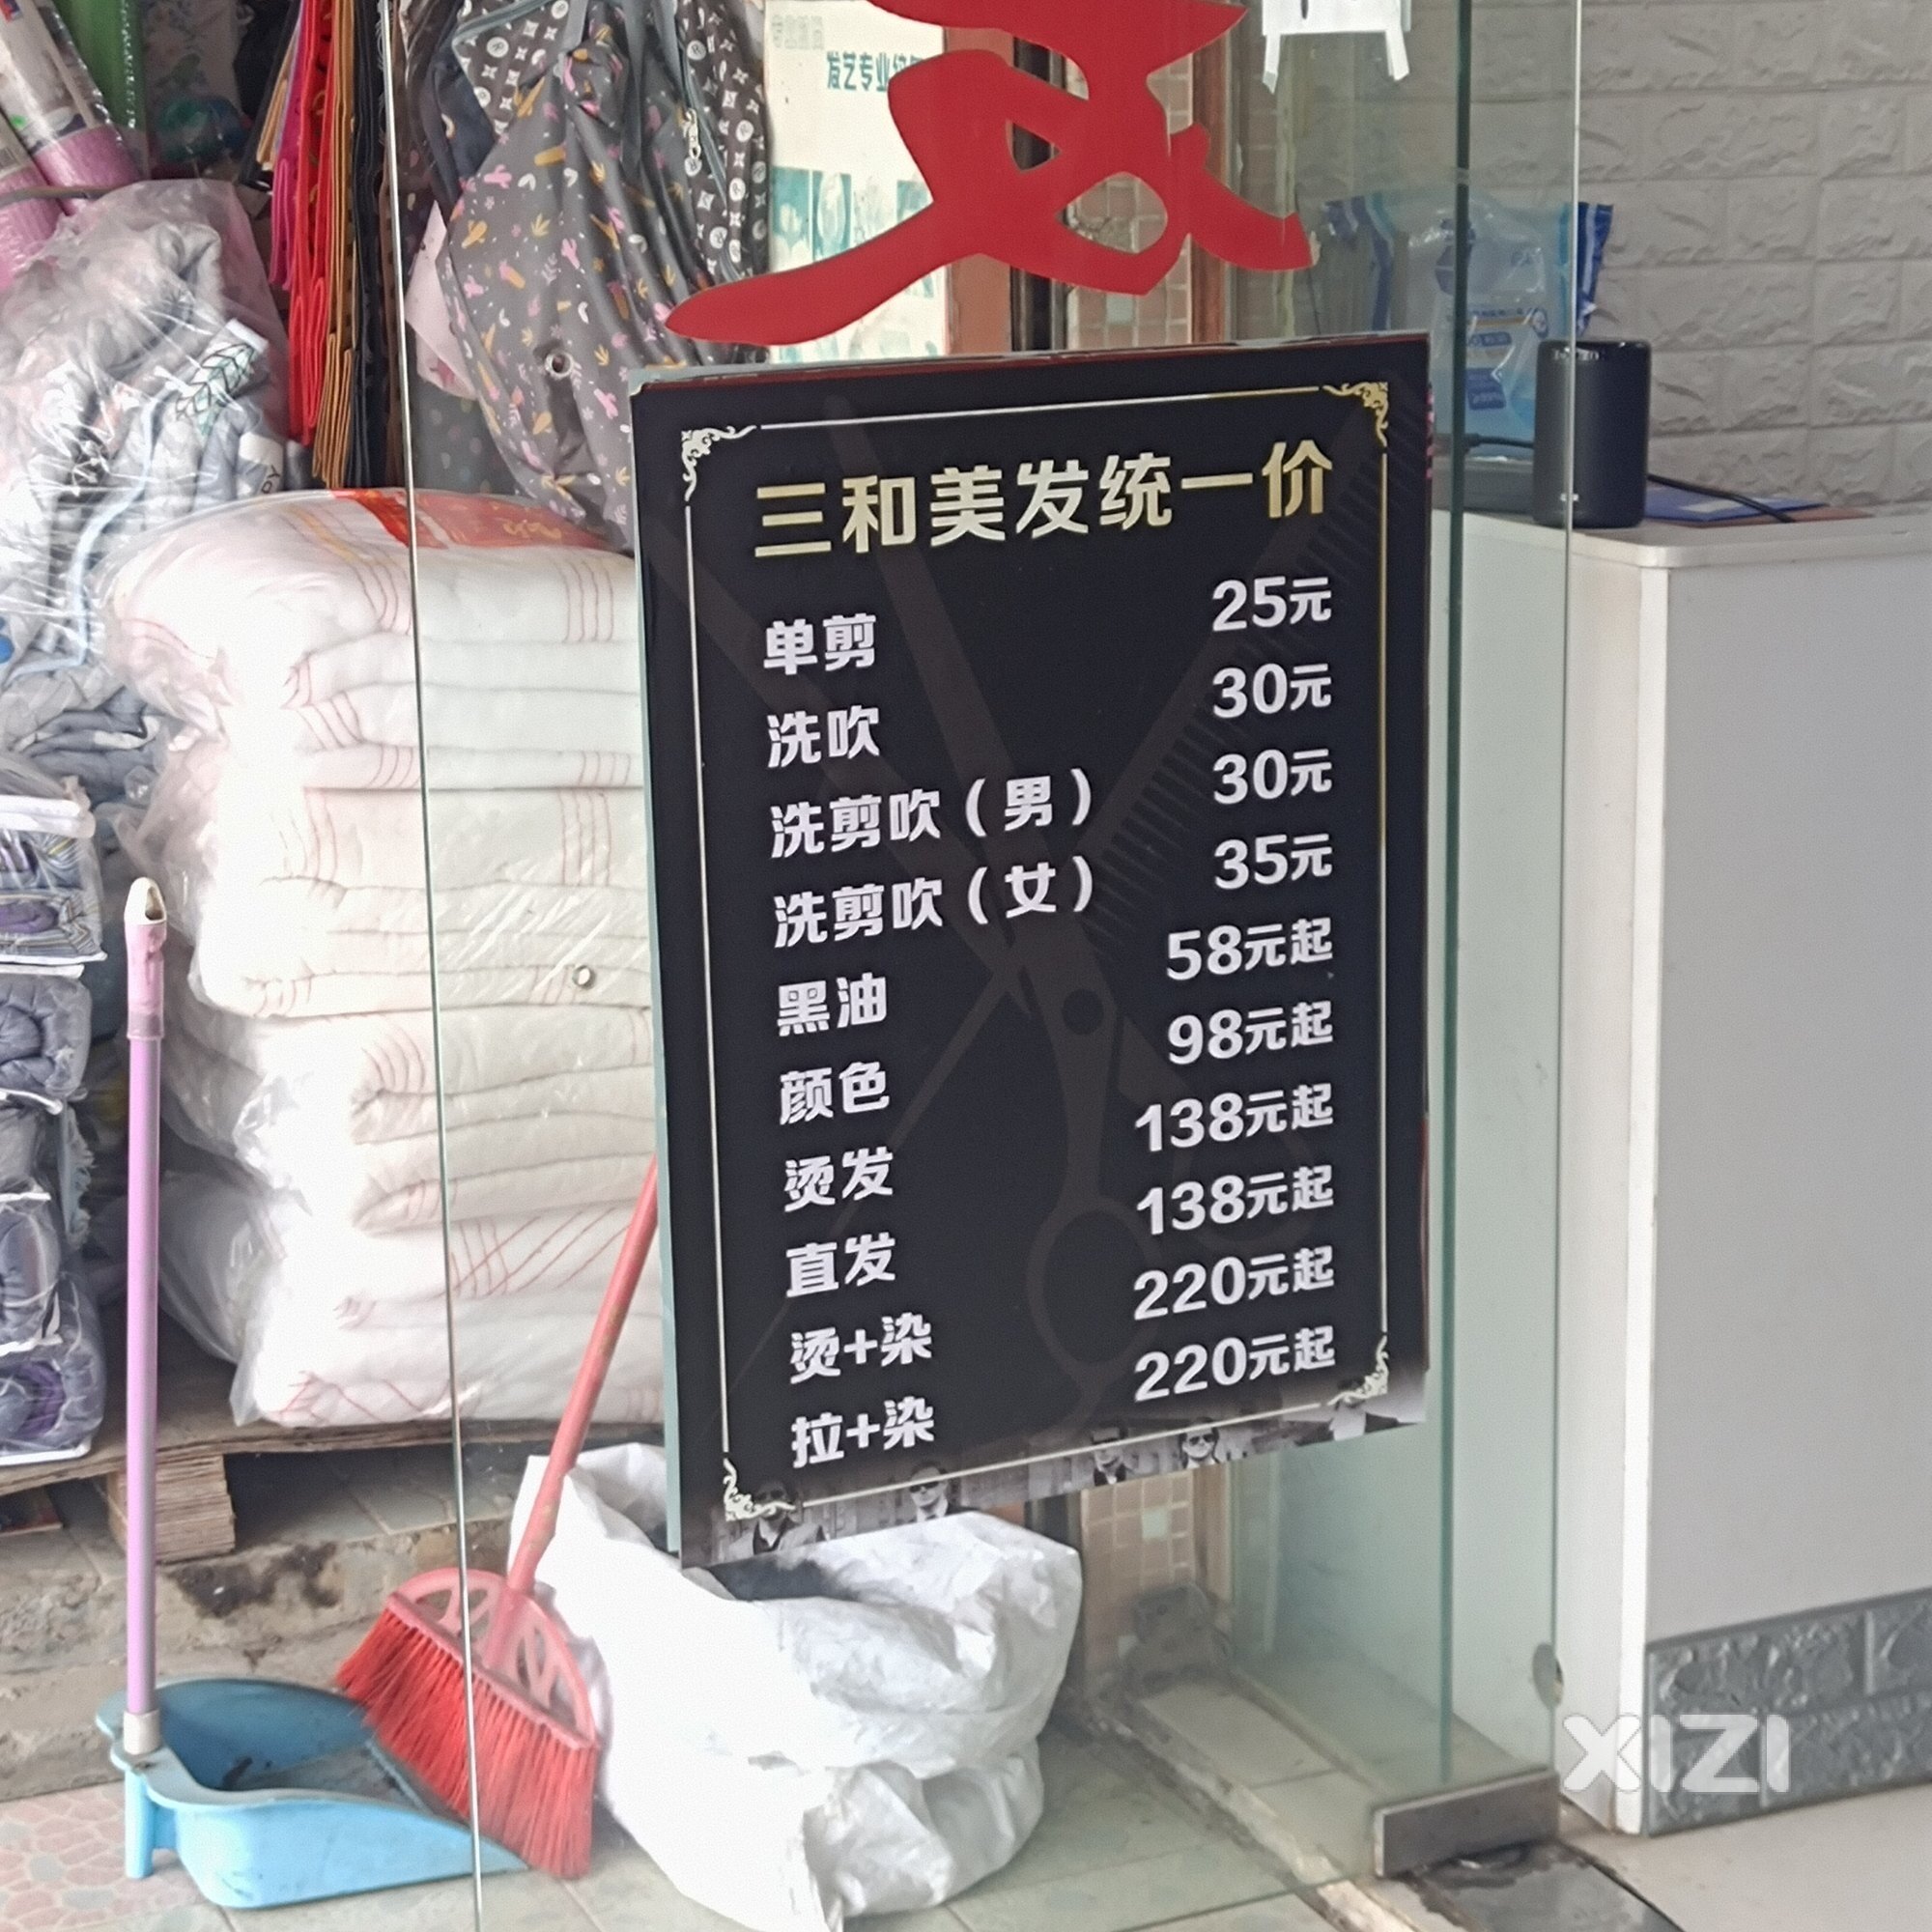 发艺专业
三和美发统一价
单剪 25元
洗吹 30元
洗剪吹（男） 30元
洗剪吹（女） 35元
黑油 58元起
颜色 98元起
烫发 138元起
直发 138元起
烫+染 220元起
拉+染 220元起
XIZI